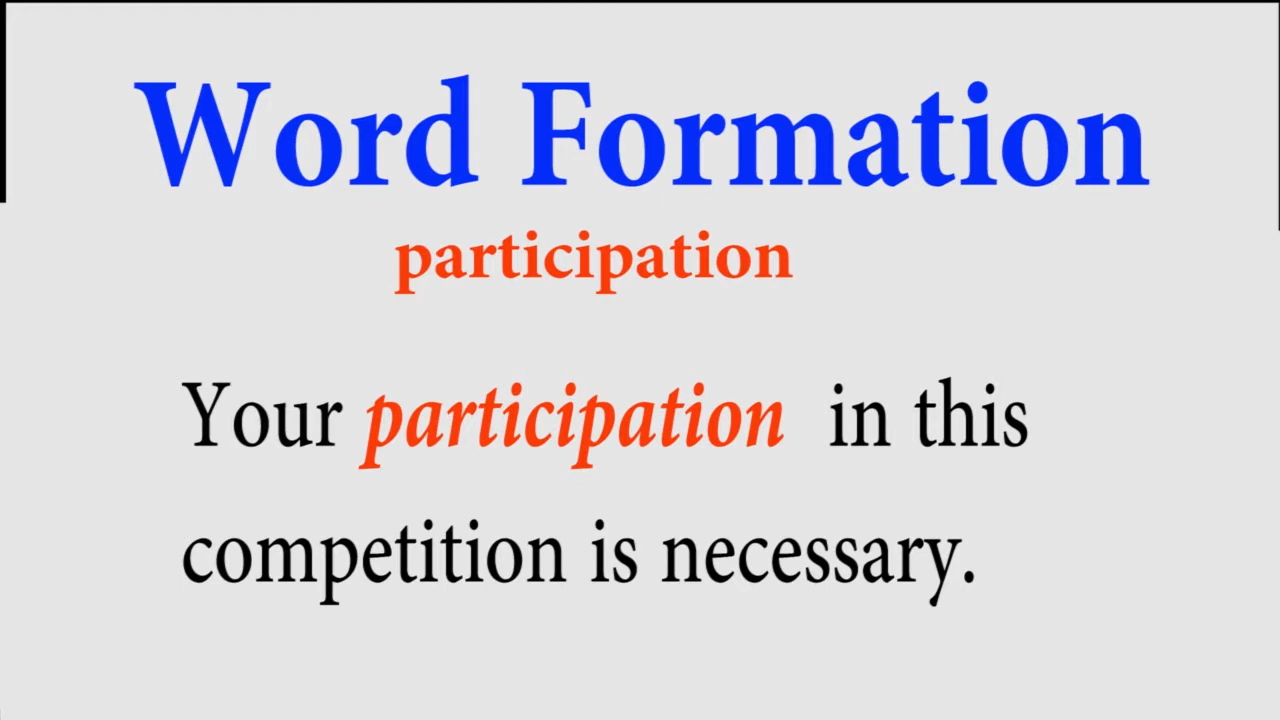 Word Formation
participation
Your participation in this
competition is necessary.